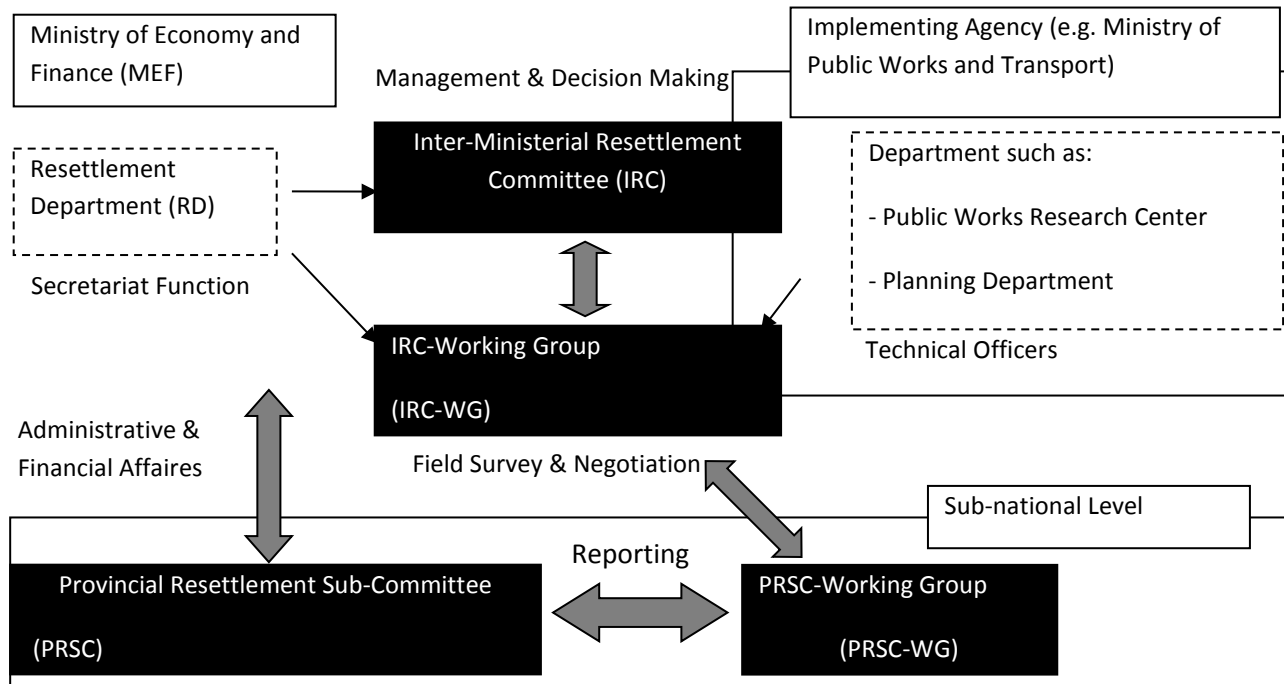 Ministry of Economy and
Finance (MEF)
Implementing Agency (e.g. Ministry of
Public Works and Transport)
Management & Decision Making
Inter-Ministerial Resettlement
Committee (IRC)
Resettlement
Department (RD)
Secretariat Function
Department such as:
- Public Works Research Center
- Planning Department
Technical Officers
IRC-Working Group
(IRC-WG)
Administrative &
Financial Affaires
Field Survey & Negotiation
Sub-national Level
Reporting
Provincial Resettlement Sub-Committee
(PRSC)
PRSC-Working Group
(PRSC-WG)